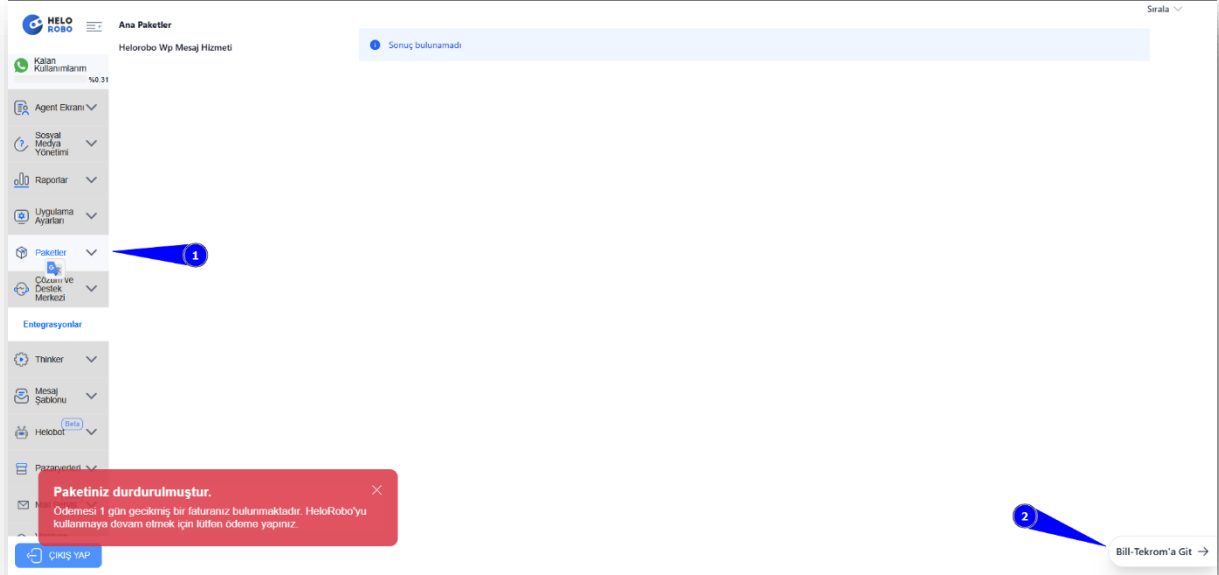 HELO
ROBO
Ana Paketler
Sırala
Helorobo Wp Mesaj Hizmeti
Sonuç bulunamadı
Kalan
Kullanımlarım
%0.31
Agent Ekranı
Sosyal
Medya
Yönetimi
Raporlar
Uygulama
Ayarları
Paketler
1
Çözüm ve
Destek
Merkezi
Entegrasyonlar
Thinker
Mesaj
Şablonu
Beta
Helobot
Pazaryerleri
Paketiniz durdurulmuştur.
Ödemesi 1 gün gecikmiş bir faturanız bulunmaktadır. HeloRobo'yu
kullanmaya devam etmek için lütfen ödeme yapınız.
2
Bill-Tekrom'a Git
ÇIKIŞ YAP